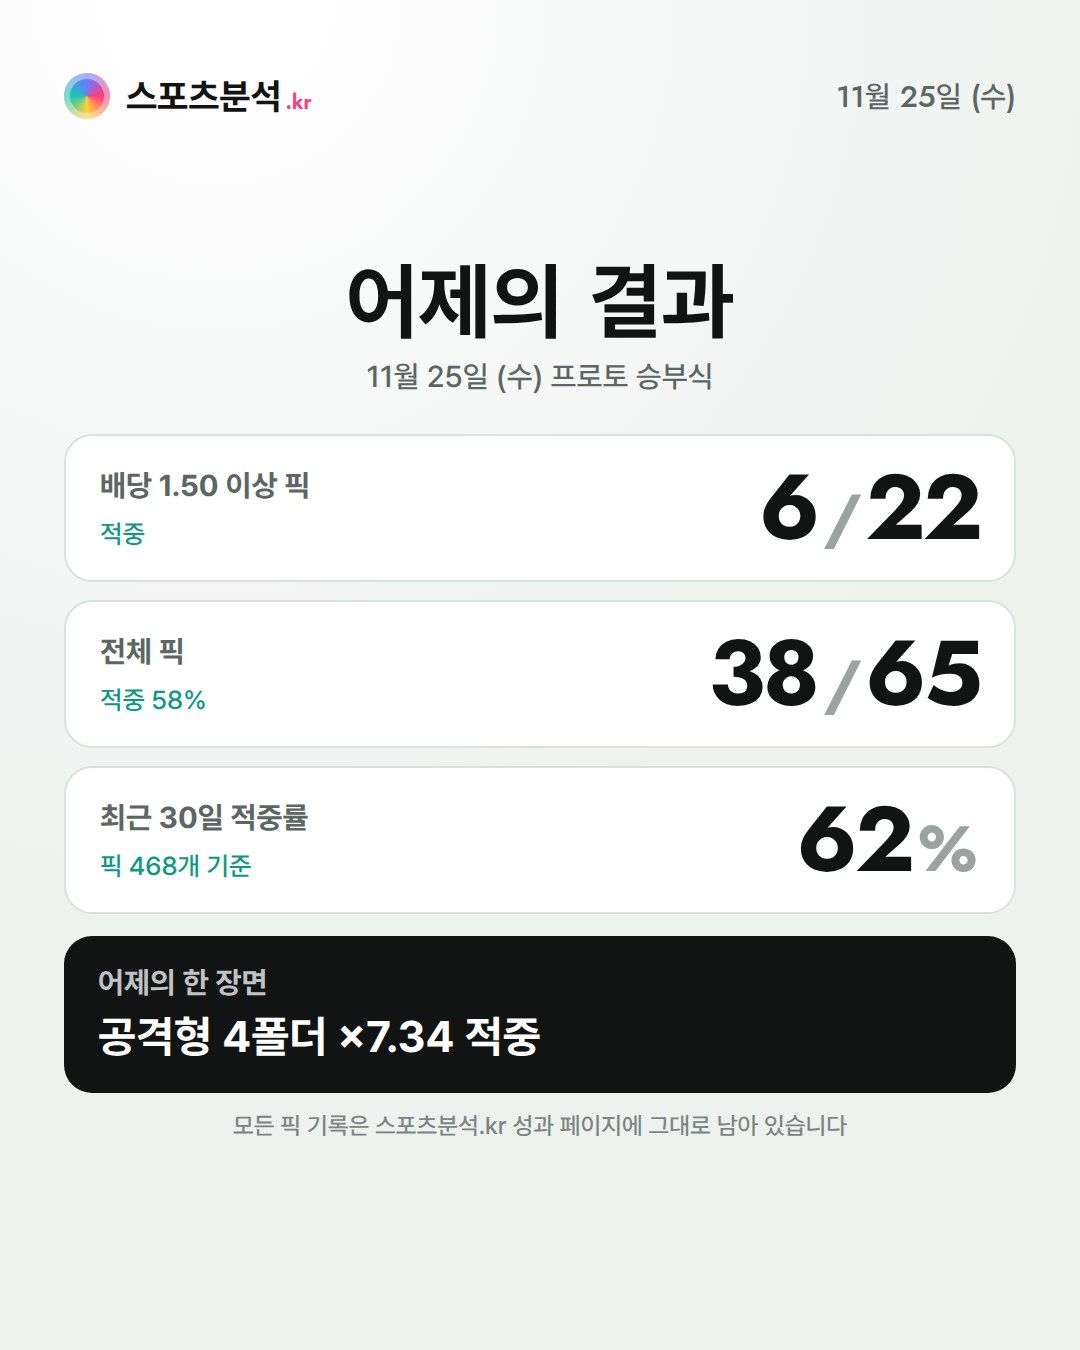 스포츠분석.kr
11월 25일 (수)
어제의 결과
11월 25일 (수) 프로토 승부식
배당 1.50 이상 픽
적중
6/22
전체 픽
적중 58%
38/65
최근 30일 적중률
픽 468개 기준
62%
어제의 한 장면
공격형 4폴더 ×7.34 적중
모든 픽 기록은 스포츠분석.kr 성과 페이지에 그대로 남아 있습니다